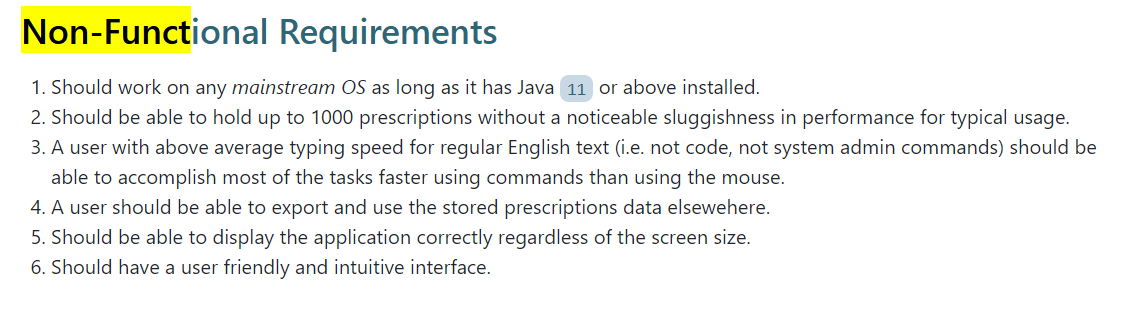 Non-Functional Requirements
1. Should work on any mainstream OS as long as it has Java 11 or above installed.
2. Should be able to hold up to 1000 prescriptions without a noticeable sluggishness in performance for typical usage.
3. A user with above average typing speed for regular English text (i.e. not code, not system admin commands) should be
able to accomplish most of the tasks faster using commands than using the mouse.
4. A user should be able to export and use the stored prescriptions data elsewehere.
5. Should be able to display the application correctly regardless of the screen size.
6. Should have a user friendly and intuitive interface.